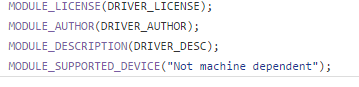 MODULE_LICENSE(DRIVER_LICENSE);
MODULE_AUTHOR(DRIVER_AUTHOR);
MODULE_DESCRIPTION(DRIVER_DESC);
MODULE_SUPPORTED_DEVICE("Not machine dependent");